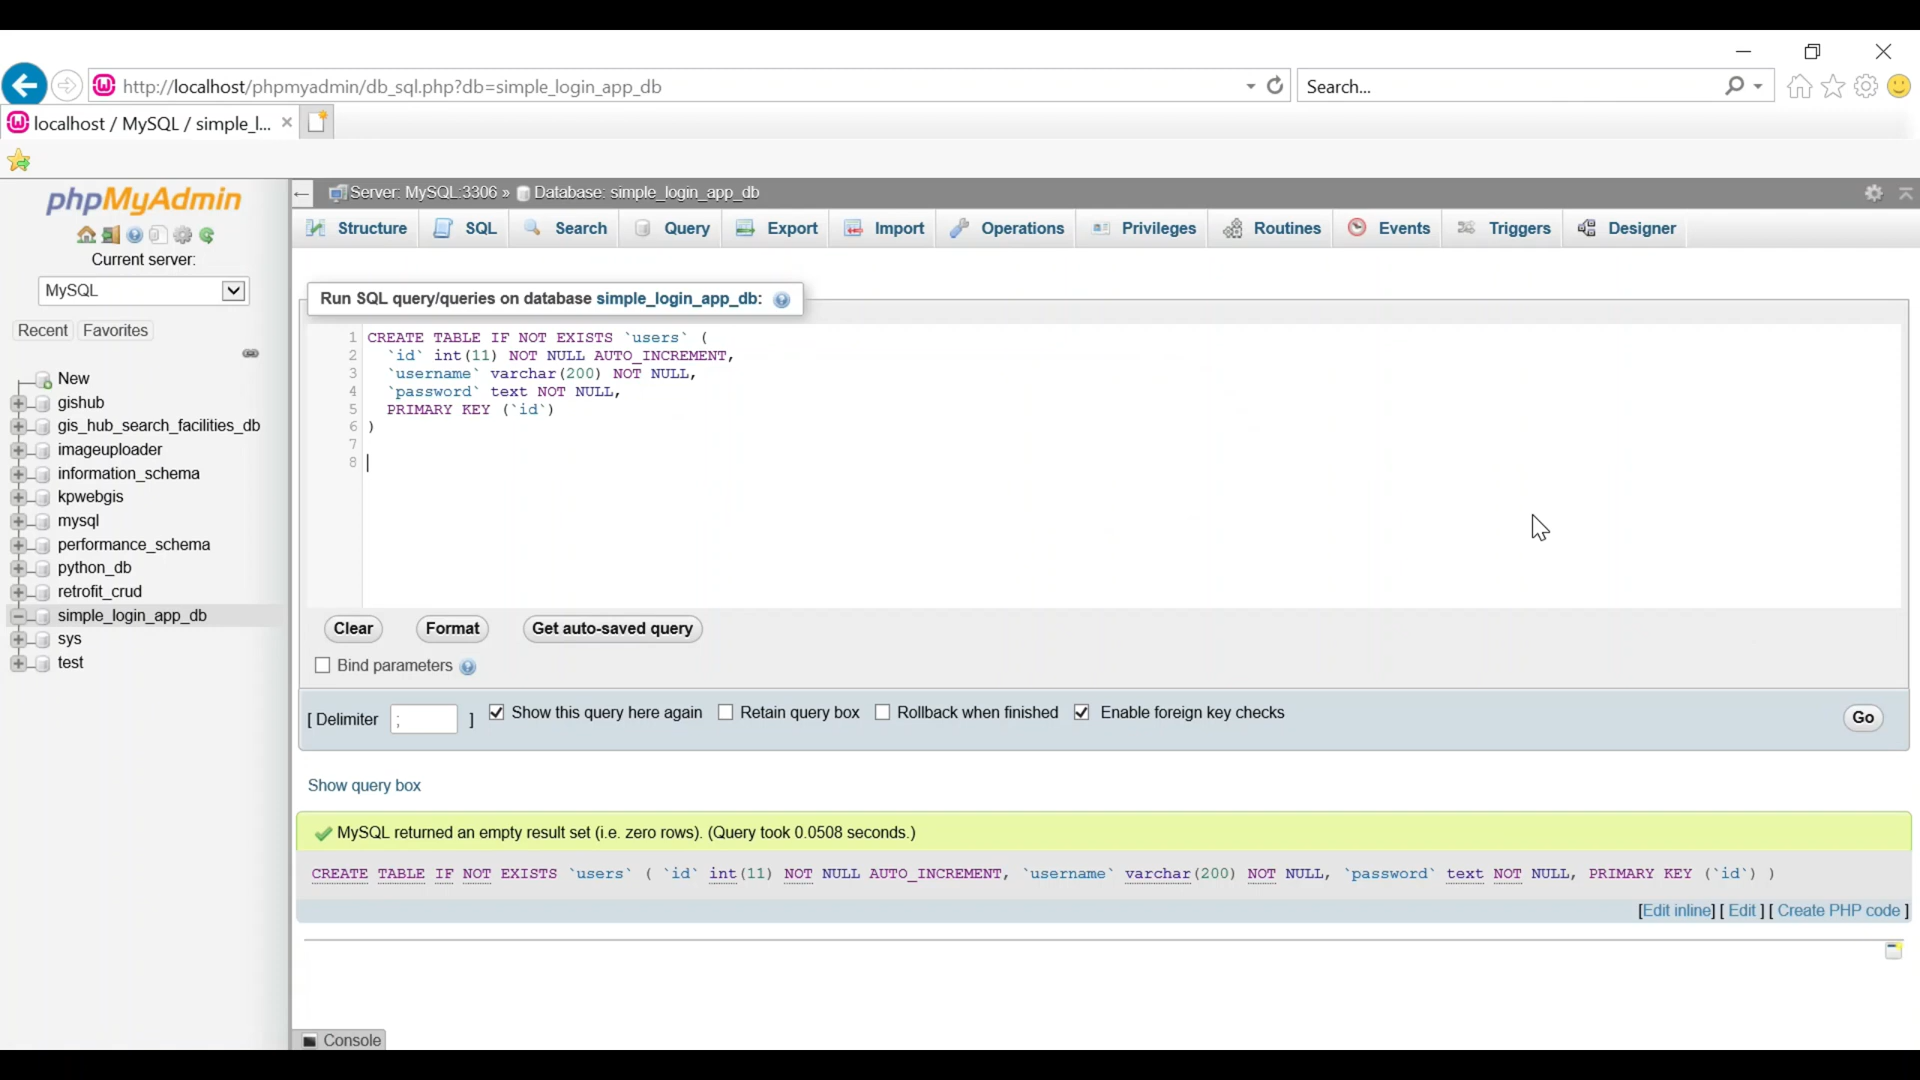 http://localhost/phpmyadmin/db_sql.php?db=simple_login_app_db
Search...
localhost / MySQL / simple_l...
phpMyAdmin
Current server:
MySQL
Recent
Favorites
New
gishub
gis_hub_search_facilities_db
imageuploader
information_schema
kpwebgis
mysql
performance_schema
python_db
retrofit_crud
simple_login_app_db
sys
test
Server: MySQL:3306 » Database: simple_login_app_db
Structure
SQL
Search
Query
Export
Import
Operations
Privileges
Routines
Events
Triggers
Designer
Run SQL query/queries on database simple_login_app_db:
1 CREATE TABLE IF NOT EXISTS `users` (
2 `id` int(11) NOT NULL AUTO_INCREMENT,
3 `username` varchar(200) NOT NULL,
4 `password` text NOT NULL,
5 PRIMARY KEY (`id`)
6 )
7
8
Clear
Format
Get auto-saved query
Bind parameters
[ Delimiter ; ]
Show this query here again
Retain query box
Rollback when finished
Enable foreign key checks
Go
Show query box
MySQL returned an empty result set (i.e. zero rows). (Query took 0.0508 seconds.)
CREATE TABLE IF NOT EXISTS `users` ( `id` int(11) NOT NULL AUTO_INCREMENT, `username` varchar(200) NOT NULL, `password` text NOT NULL, PRIMARY KEY (`id`) )
[Edit inline] [ Edit ] [ Create PHP code ]
Console